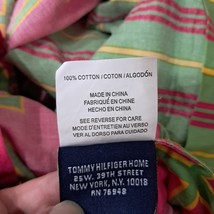 100% COTTON / COTON / ALGODÓN
MADE IN CHINA
FABRIQUÉ EN CHINE
HECHO EN CHINA
SEE REVERSE FOR CARE
MODE D'ENTRETIEN AU VERSO
VER AL DORSO PARA CUIDADO
TOMMY HILFIGER HOME
25 W. 39TH STREET
NEW YORK, N.Y. 10018
RN 76948